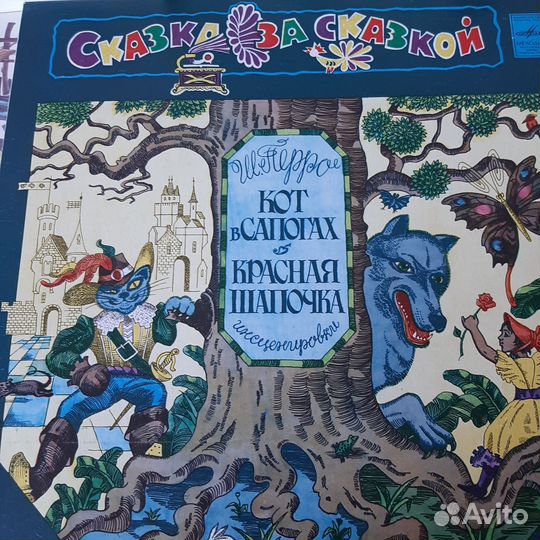 СКАЗКА ЗА СКАЗКОЙ
Ш. Перро
КОТ
в САПОГАХ
КРАСНАЯ
ШАПОЧКА
инсценировки
Avito